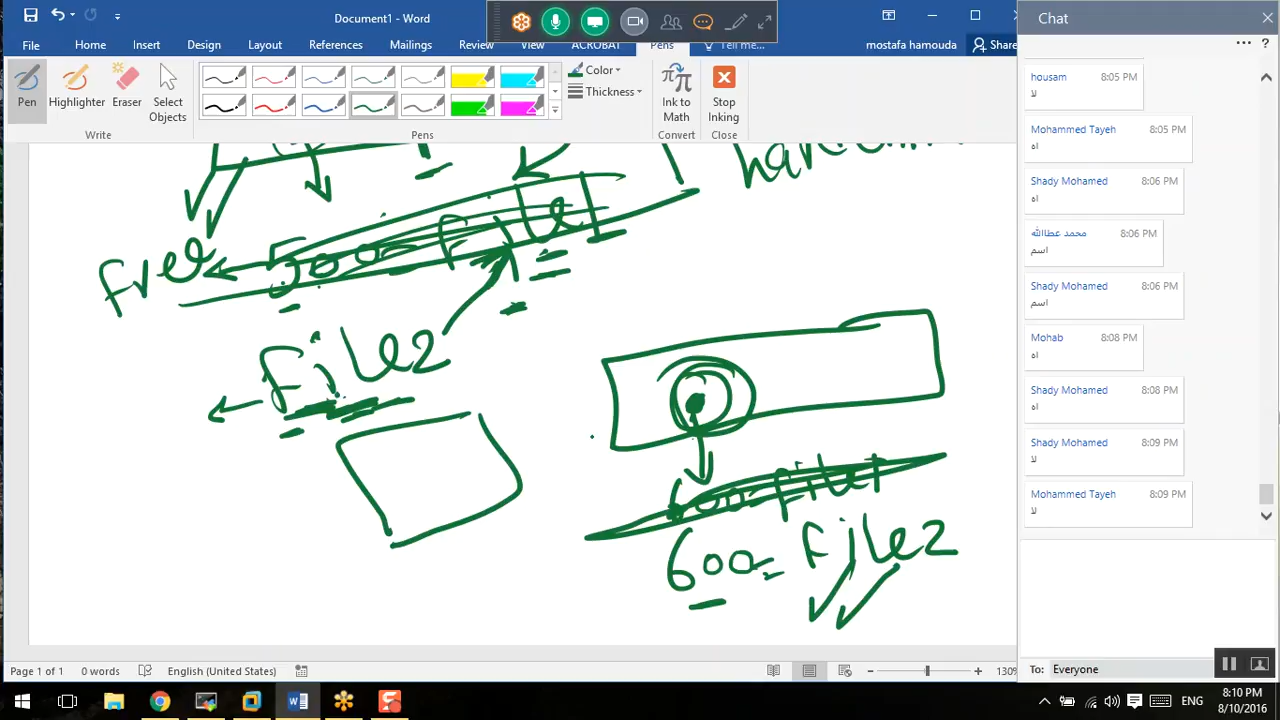 Document1 - Word
Chat
File Home Insert Design Layout References Mailings Review View ACROBAT Pens Tell me...
mostafa hamouda Share
Pen Highlighter Eraser Select Objects
Color
Thickness
Ink to Math
Stop Inking
Write Pens Convert Close
housam 8:05 PM
لا
Mohammed Tayeh 8:05 PM
اه
Shady Mohamed 8:06 PM
اه
محمد عطاالله 8:06 PM
اسم
Shady Mohamed 8:06 PM
اسم
Mohab 8:08 PM
اه
Shady Mohamed 8:08 PM
اه
Shady Mohamed 8:09 PM
لا
Mohammed Tayeh 8:09 PM
لا
To: Everyone
free
500 File1
File2
600 File1
600 = File2
Page 1 of 1 0 words English (United States) 130%
ENG 8:10 PM
8/10/2016